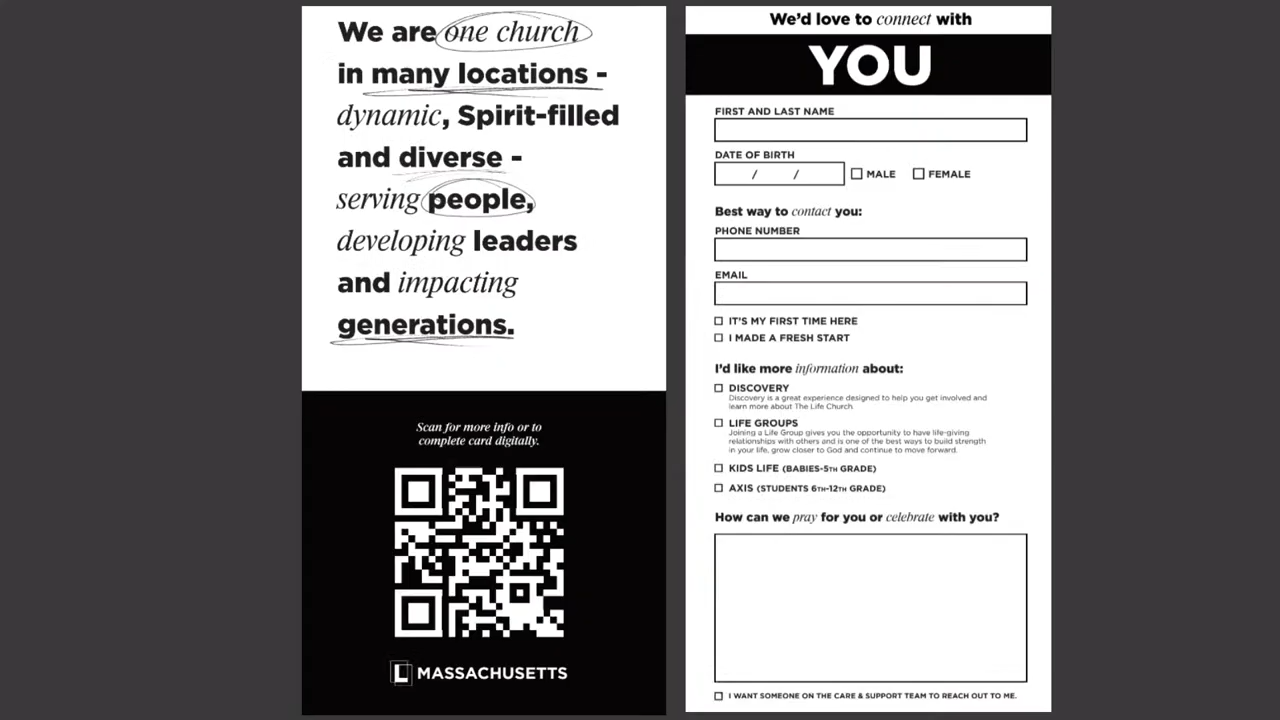 We are one church
in many locations -
dynamic, Spirit-filled
and diverse -
serving people,
developing leaders
and impacting
generations.
Scan for more info or to
complete card digitally.
L MASSACHUSETTS
We'd love to connect with
YOU
FIRST AND LAST NAME
DATE OF BIRTH
/ / MALE FEMALE
Best way to contact you:
PHONE NUMBER
EMAIL
IT'S MY FIRST TIME HERE
I MADE A FRESH START
I'd like more information about:
DISCOVERY
Discovery is a great experience designed to help you get involved and
learn more about The Life Church.
LIFE GROUPS
Joining a Life Group gives you the opportunity to have life-giving
relationships with others and is one of the best ways to build strength
in your life, grow closer to God and continue to move forward.
KIDS LIFE (BABIES-5TH GRADE)
AXIS (STUDENTS 6TH-12TH GRADE)
How can we pray for you or celebrate with you?
I WANT SOMEONE ON THE CARE & SUPPORT TEAM TO REACH OUT TO ME.